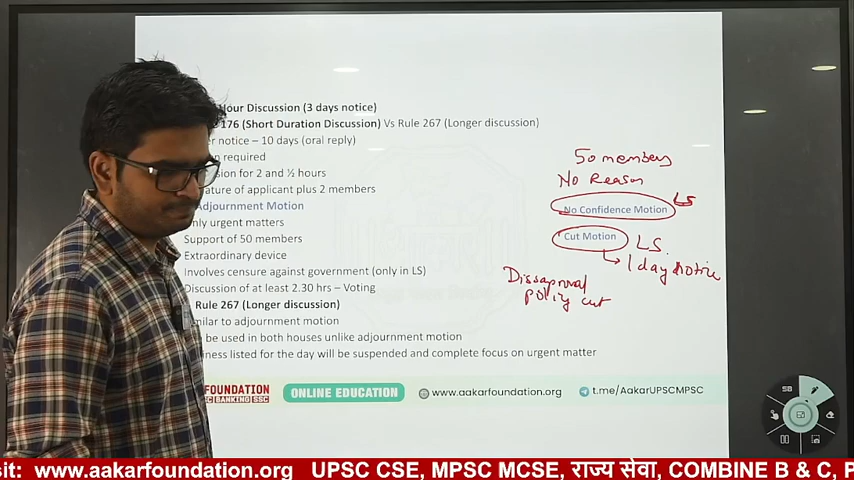 Hour Discussion (3 days notice)
176 (Short Duration Discussion) Vs Rule 267 (Longer discussion)
notice – 10 days (oral reply)
required
for 2 and ½ hours
of applicant plus 2 members
Adjournment Motion
Only urgent matters
Support of 50 members
Extraordinary device
Involves censure against government (only in LS)
Discussion of at least 2.30 hrs – Voting
Rule 267 (Longer discussion)
to adjournment motion
be used in both houses unlike adjournment motion
listed for the day will be suspended and complete focus on urgent matter
50 members
No Reason
No Confidence Motion LS
Cut Motion LS.
1 day Notice
Dissaproval
policy cut
FOUNDATION
BANKING SSC
ONLINE EDUCATION
www.aakarfoundation.org
t.me/AakarUPSCMPSC
sit: www.aakarfoundation.org UPSC CSE, MPSC MCSE, राज्य सेवा, COMBINE B & C, P